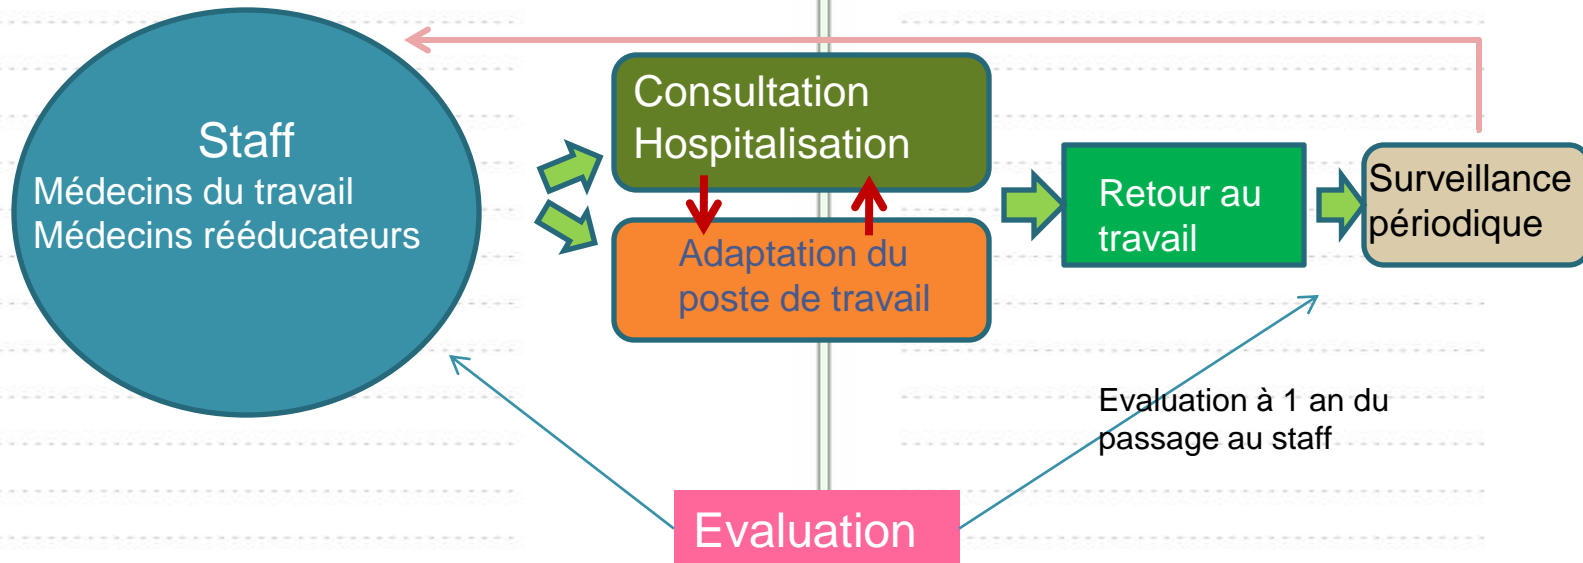 Staff
Médecins du travail
Médecins rééducateurs
Consultation
Hospitalisation
Adaptation du
poste de travail
Retour au
travail
Surveillance
périodique
Evaluation à 1 an du
passage au staff
Evaluation